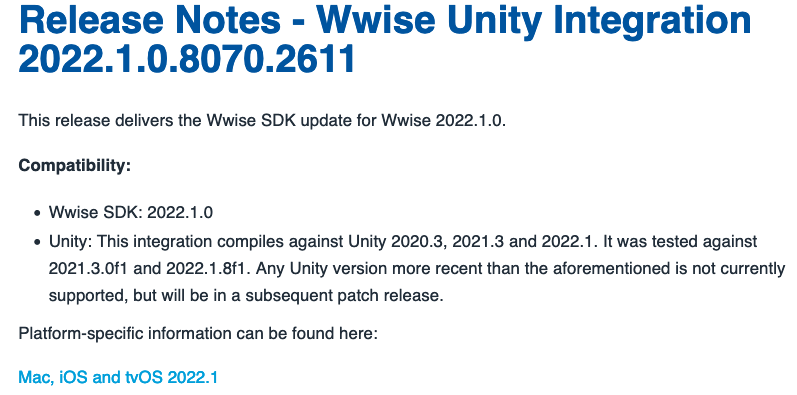 Release Notes - Wwise Unity Integration
2022.1.0.8070.2611
This release delivers the Wwise SDK update for Wwise 2022.1.0.
Compatibility:
• Wwise SDK: 2022.1.0
• Unity: This integration compiles against Unity 2020.3, 2021.3 and 2022.1. It was tested against
2021.3.0f1 and 2022.1.8f1. Any Unity version more recent than the aforementioned is not currently
supported, but will be in a subsequent patch release.
Platform-specific information can be found here:
Mac, iOS and tvOS 2022.1